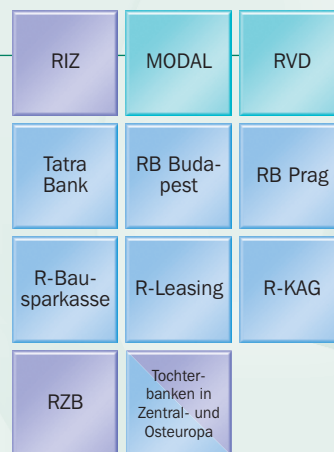 RIZ
MODAL
RVD
Tatra
Bank
RB Buda-
pest
RB Prag
R-Bau-
sparkasse
R-Leasing
R-KAG
RZB
Tochter-
banken in
Zentral- und
Osteuropa